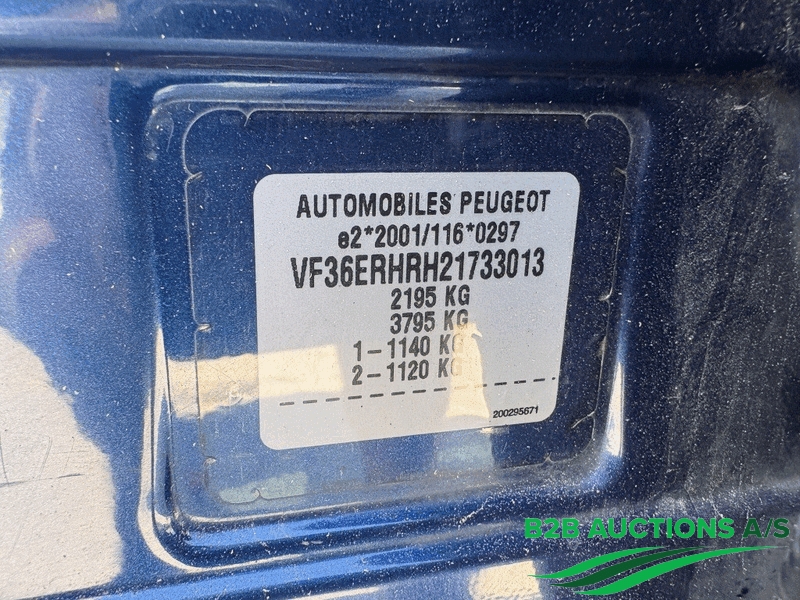 AUTOMOBILES PEUGEOT
e2*2001/116*0297
VF36ERHRH21733013
2195 KG
3795 KG
1-1140 KG
2-1120 KG
200295671
B2B AUCTIONS A/S